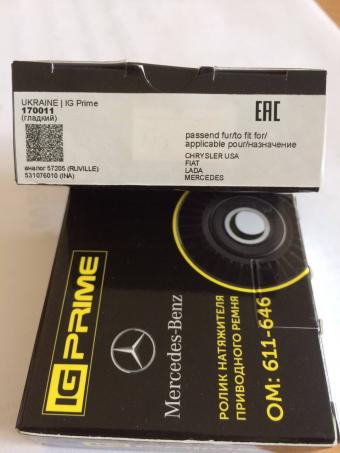 UKRAINE | IG Prime
170011
(гладкий)
аналог 57205 (RUVILLE)
531076010 (INA)
EAC
passend fur/to fit for/
applicable pour/назначение
CHRYSLER USA
FIAT
LADA
MERCEDES
IG PRIME
Mercedes-Benz
РОЛИК НАТЯЖИТЕЛЯ
ПРИВОДНОГО РЕМНЯ
OM: 611-646